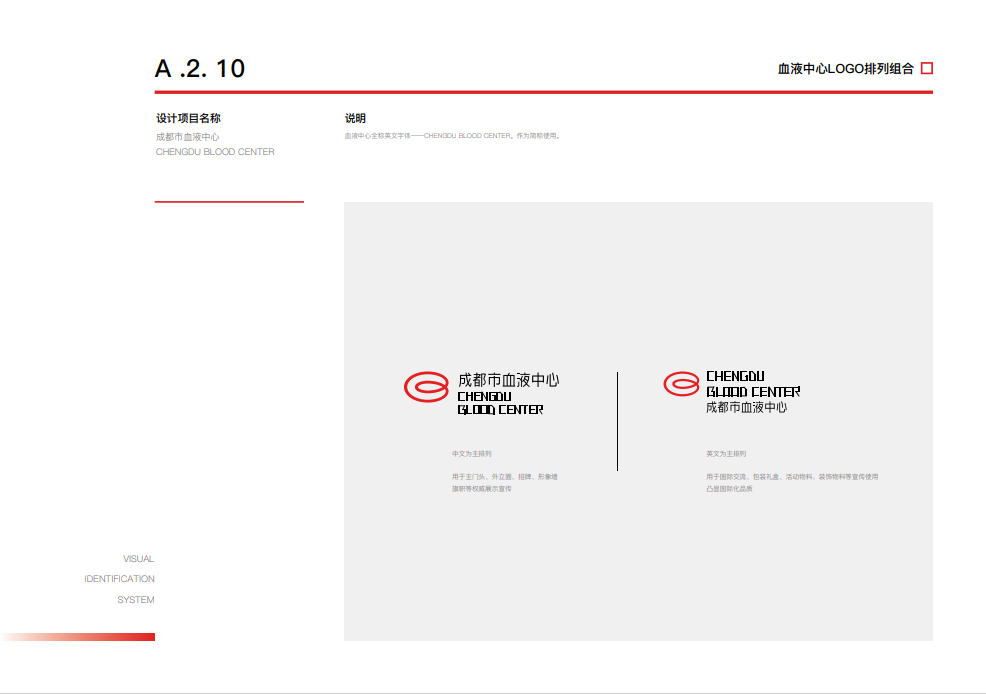 A .2. 10
血液中心LOGO排列组合
设计项目名称
成都市血液中心
CHENGDU BLOOD CENTER
说明
血液中心全称英文字体——CHENGDU BLOOD CENTER。作为简称使用。
成都市血液中心
CHENGDU
BLOOD CENTER
中文为主排列
用于主门头、外立面、招牌、形象墙
旗帜等权威展示宣传
CHENGDU
BLOOD CENTER
成都市血液中心
英文为主排列
用于国际交流、包装礼盒、活动物料、装饰物料等宣传使用
凸显国际化品质
VISUAL
IDENTIFICATION
SYSTEM